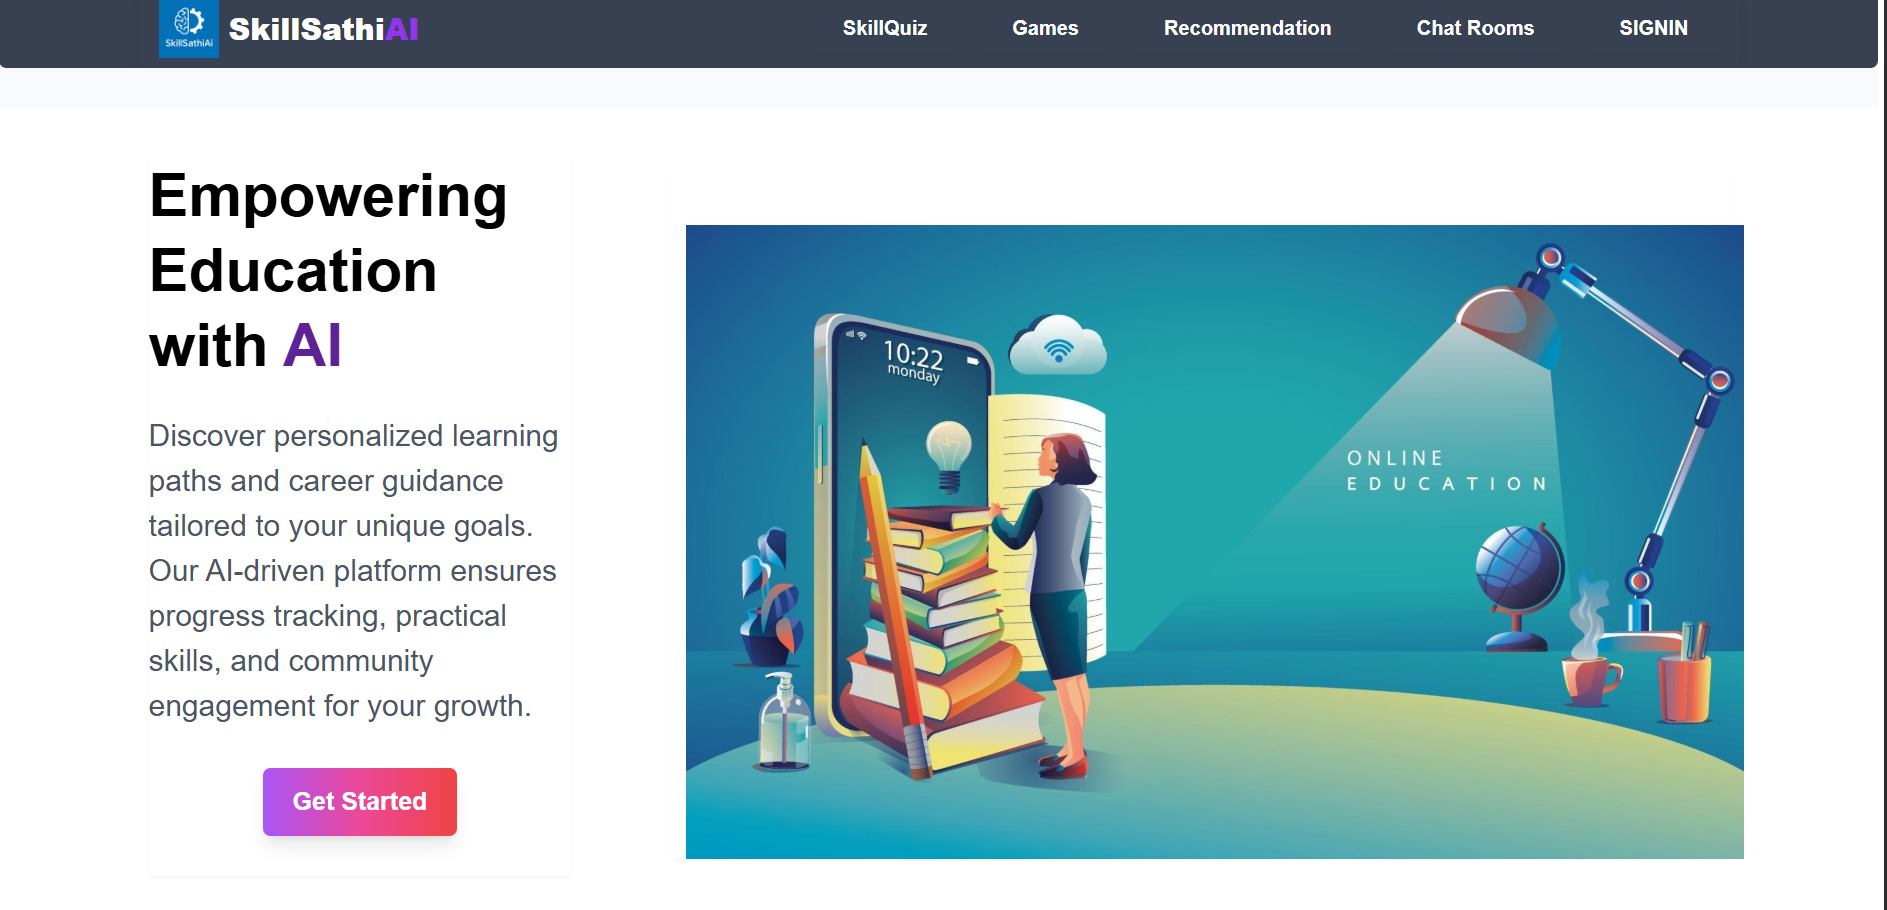 SkillSathiAi
SkillSathiAI
SkillQuiz Games Recommendation Chat Rooms SIGNIN
Empowering
Education
with AI
Discover personalized learning
paths and career guidance
tailored to your unique goals.
Our AI-driven platform ensures
progress tracking, practical
skills, and community
engagement for your growth.
Get Started
10:22
monday
ONLINE
EDUCATION